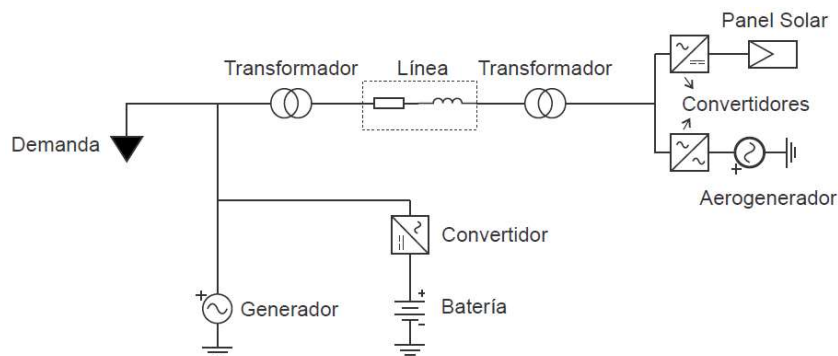 Panel Solar
Transformador
Línea
Transformador
Convertidores
Demanda
Aerogenerador
Convertidor
Generador
Batería